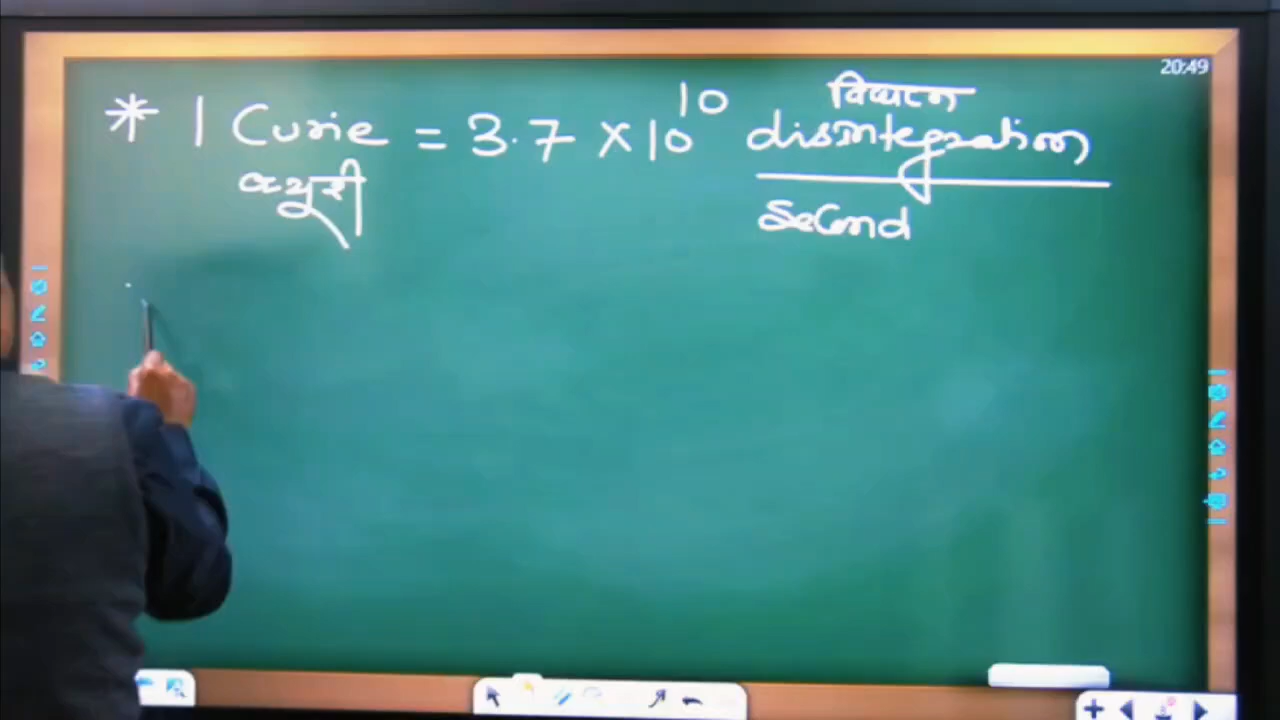 20:49
विघटन
* 1 Curie = 3.7 × 10¹⁰ disintegration
क्यूरी
second